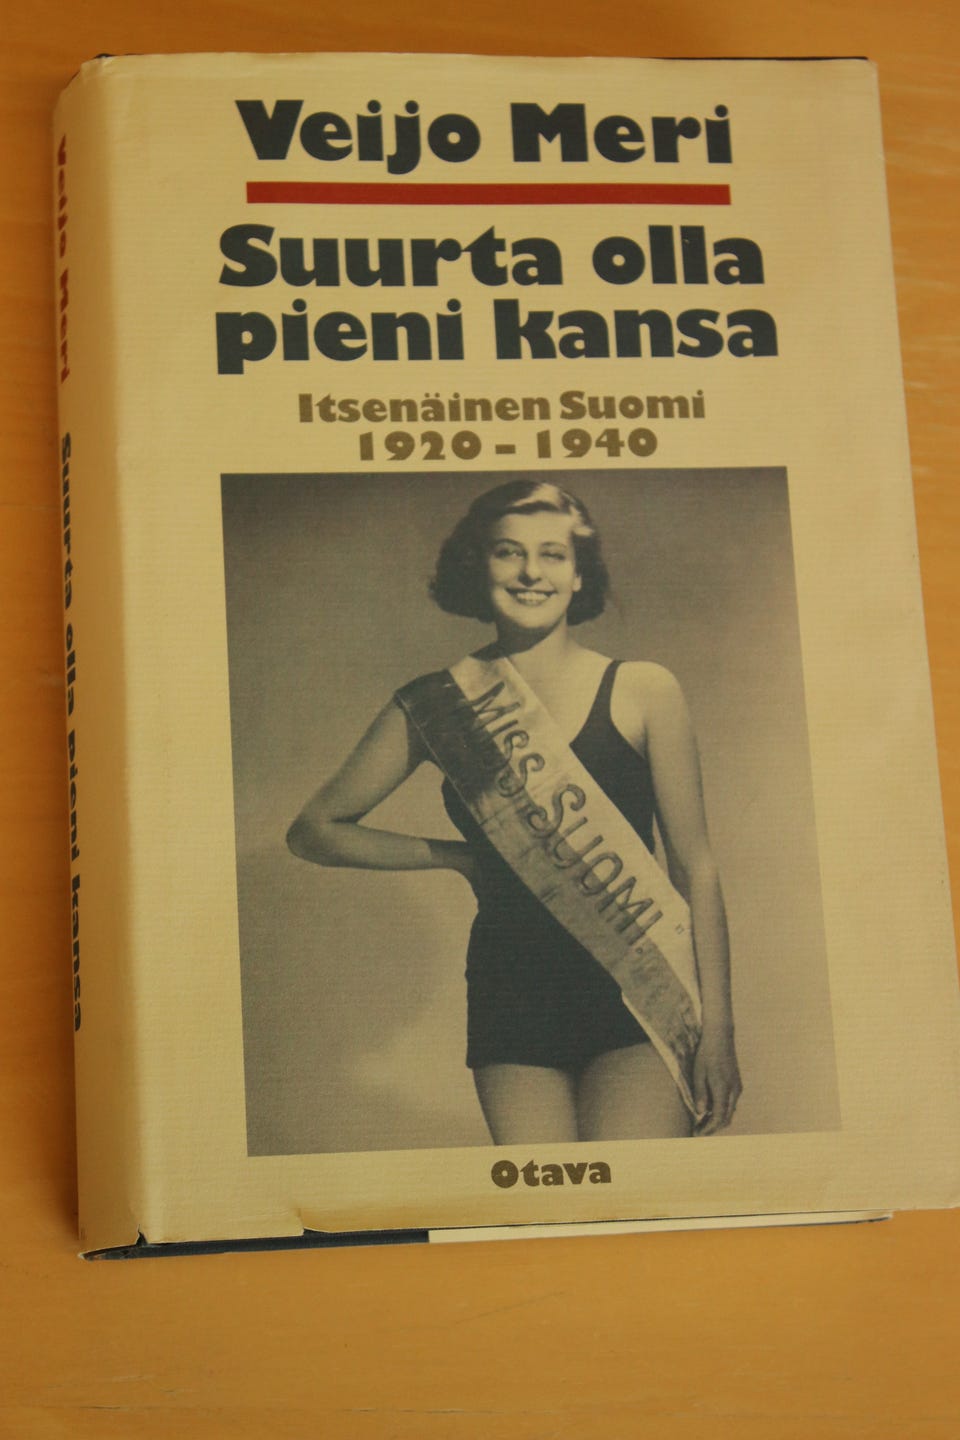 Veijo Meri
Suurta olla
pieni kansa
Itsenäinen Suomi
1920 – 1940
MISS SUOMI.
Otava
Veijo Meri Suurta olla pieni kansa